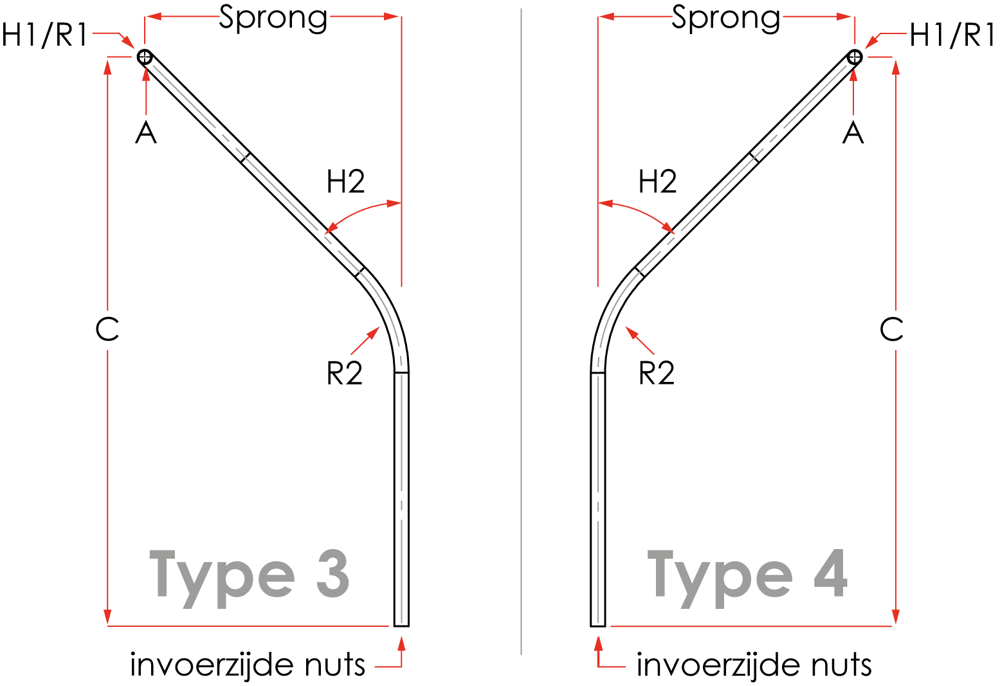 Sprong
H1/R1
A
H2
C
R2
Type 3
invoerzijde nuts
Sprong
H1/R1
A
H2
C
R2
Type 4
invoerzijde nuts